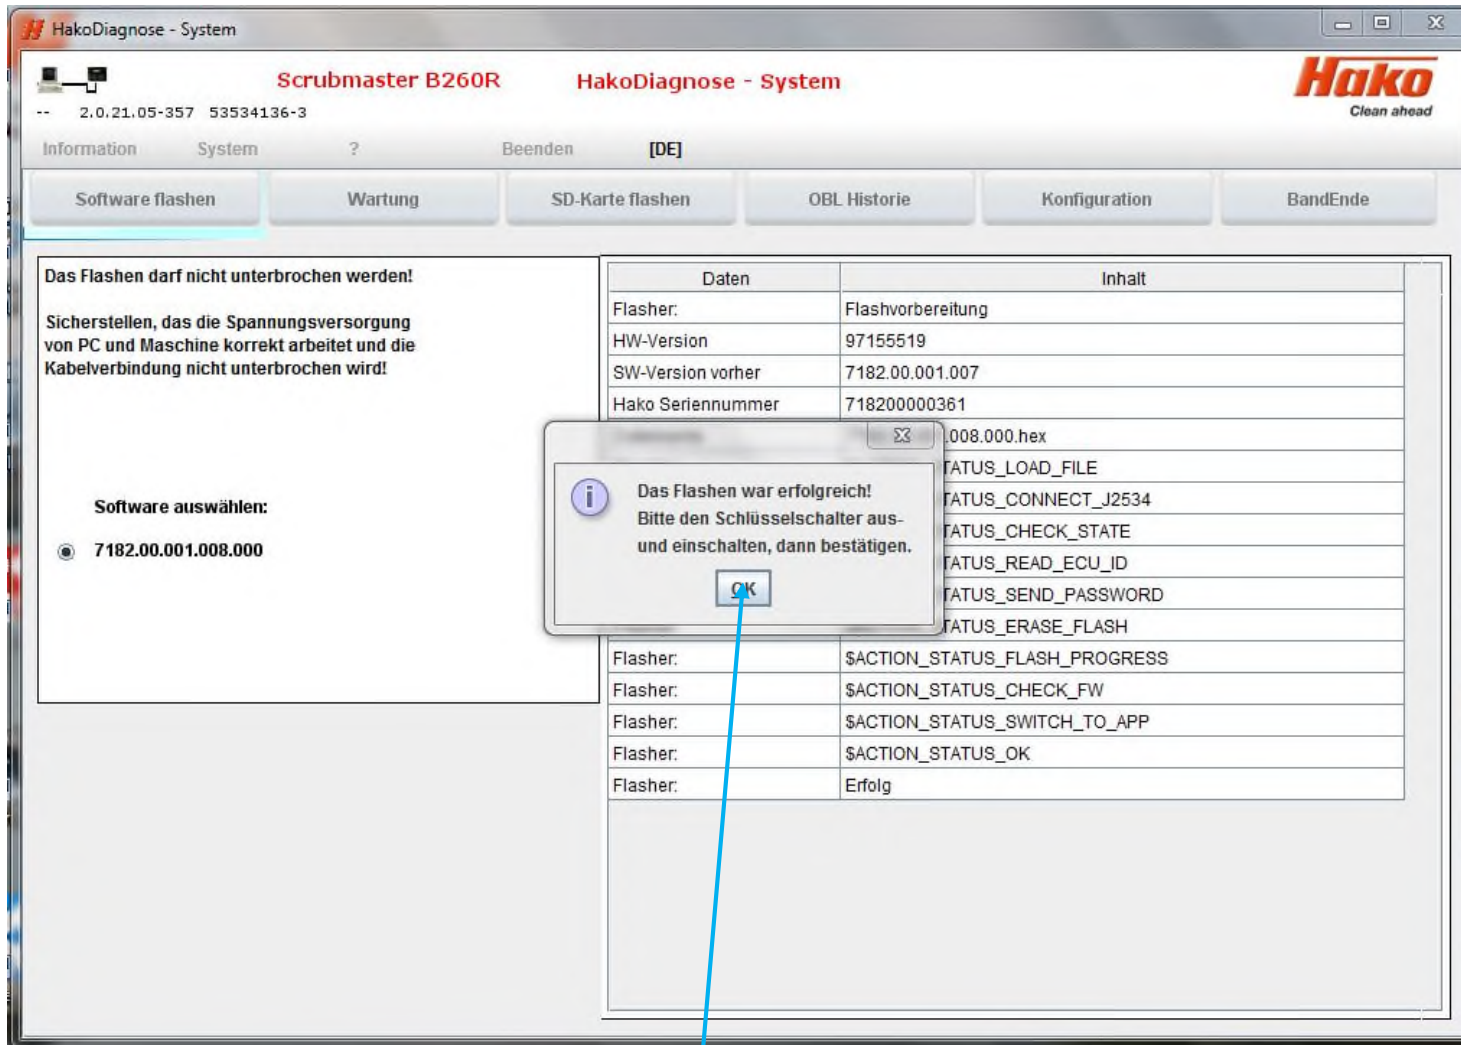 HakoDiagnose - System
Scrubmaster B260R HakoDiagnose - System
Hako
Clean ahead
-- 2.0.21.05-357 53534136-3
Information System ? Beenden [DE]
Software flashen Wartung SD-Karte flashen OBL Historie Konfiguration BandEnde
Das Flashen darf nicht unterbrochen werden!
Sicherstellen, das die Spannungsversorgung
von PC und Maschine korrekt arbeitet und die
Kabelverbindung nicht unterbrochen wird!
Software auswählen:
7182.00.001.008.000
Daten Inhalt
Flasher: Flashvorbereitung
HW-Version 97155519
SW-Version vorher 7182.00.001.007
Hako Seriennummer 718200000361
.008.000.hex
TATUS_LOAD_FILE
TATUS_CONNECT_J2534
TATUS_CHECK_STATE
TATUS_READ_ECU_ID
TATUS_SEND_PASSWORD
TATUS_ERASE_FLASH
Flasher: $ACTION_STATUS_FLASH_PROGRESS
Flasher: $ACTION_STATUS_CHECK_FW
Flasher: $ACTION_STATUS_SWITCH_TO_APP
Flasher: $ACTION_STATUS_OK
Flasher: Erfolg
Das Flashen war erfolgreich!
Bitte den Schlüsselschalter aus-
und einschalten, dann bestätigen.
OK